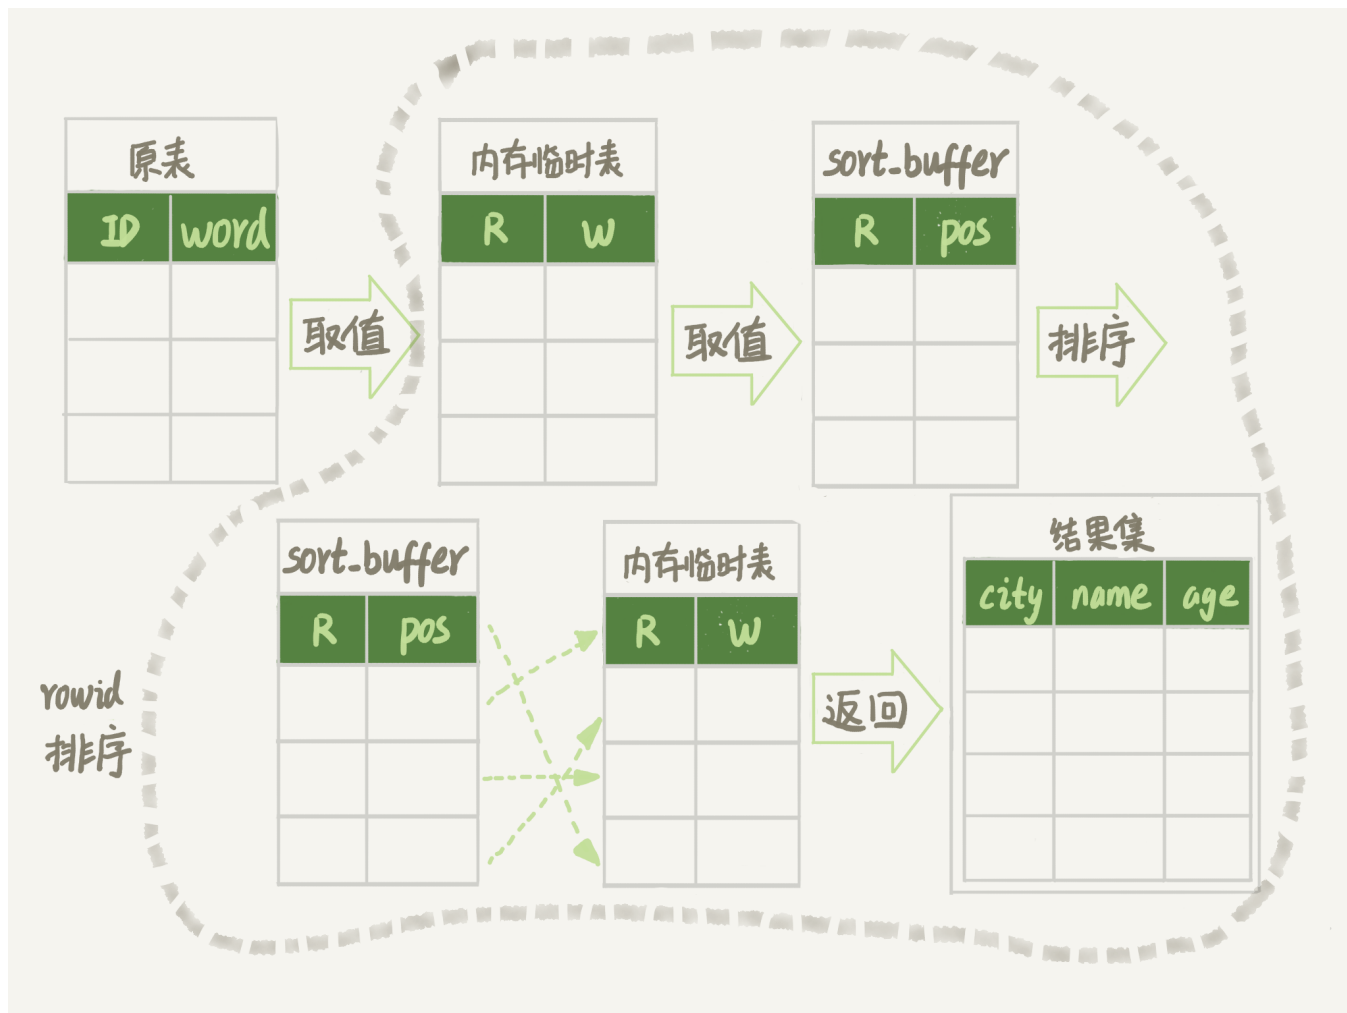 原表
ID word
取值
内存临时表
R W
取值
sort_buffer
R pos
排序
rowid
排序
sort_buffer
R pos
内存临时表
R W
返回
结果集
city name age